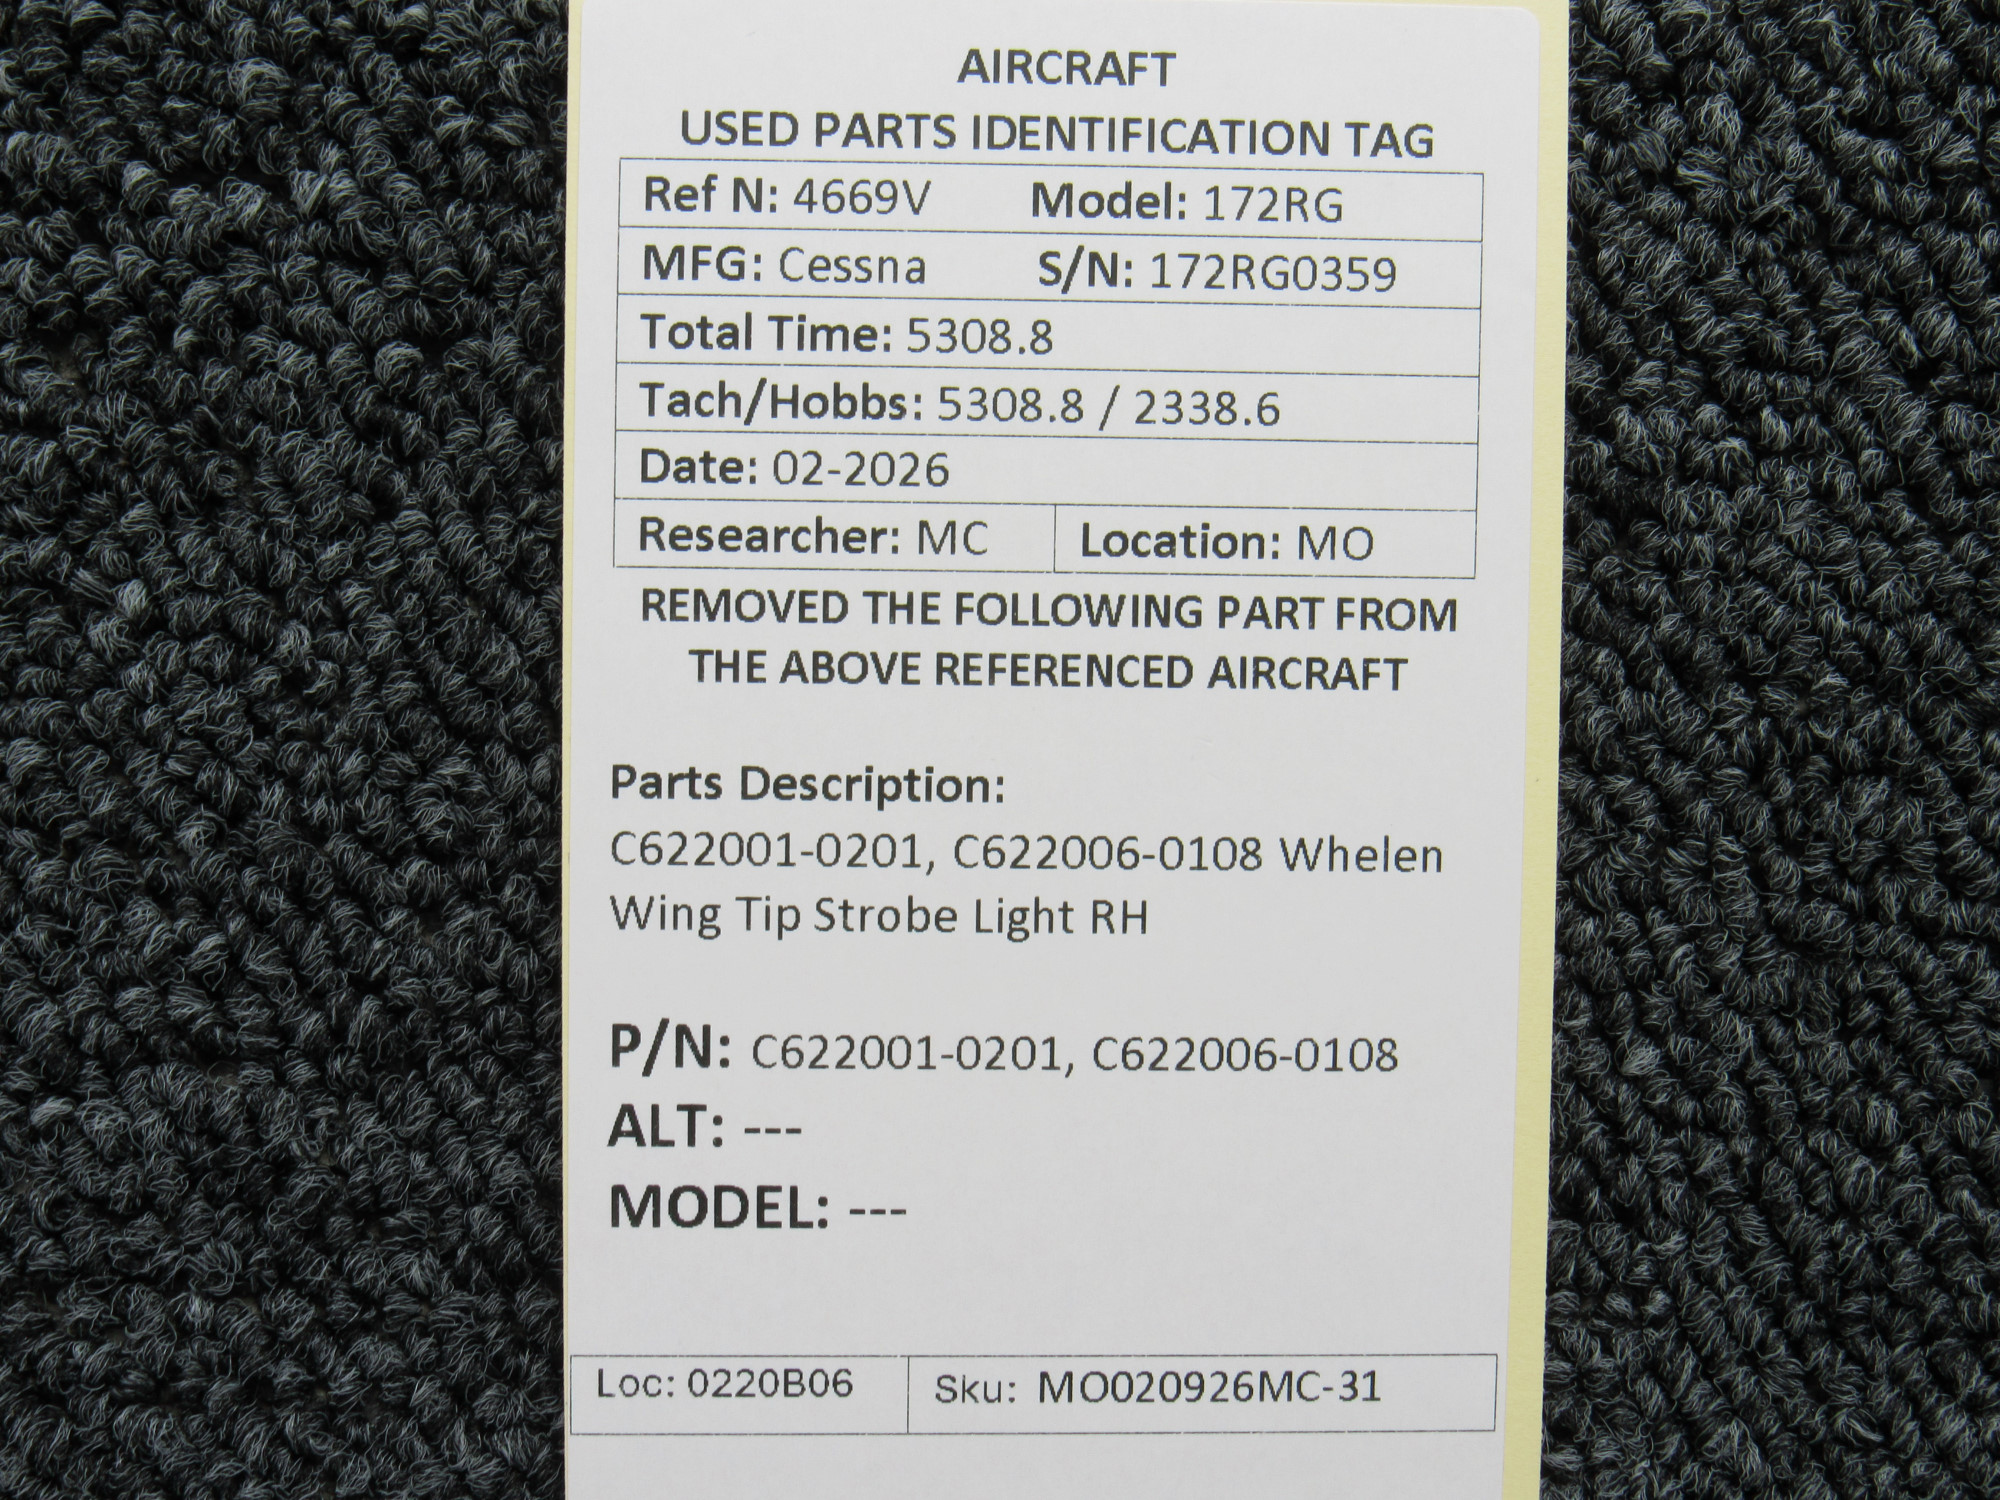 AIRCRAFT
USED PARTS IDENTIFICATION TAG
Ref N: 4669V Model: 172RG
MFG: Cessna S/N: 172RG0359
Total Time: 5308.8
Tach/Hobbs: 5308.8 / 2338.6
Date: 02-2026
Researcher: MC Location: MO
REMOVED THE FOLLOWING PART FROM
THE ABOVE REFERENCED AIRCRAFT
Parts Description:
C622001-0201, C622006-0108 Whelen
Wing Tip Strobe Light RH
P/N: C622001-0201, C622006-0108
ALT: ---
MODEL: ---
Loc: 0220B06 Sku: MO020926MC-31